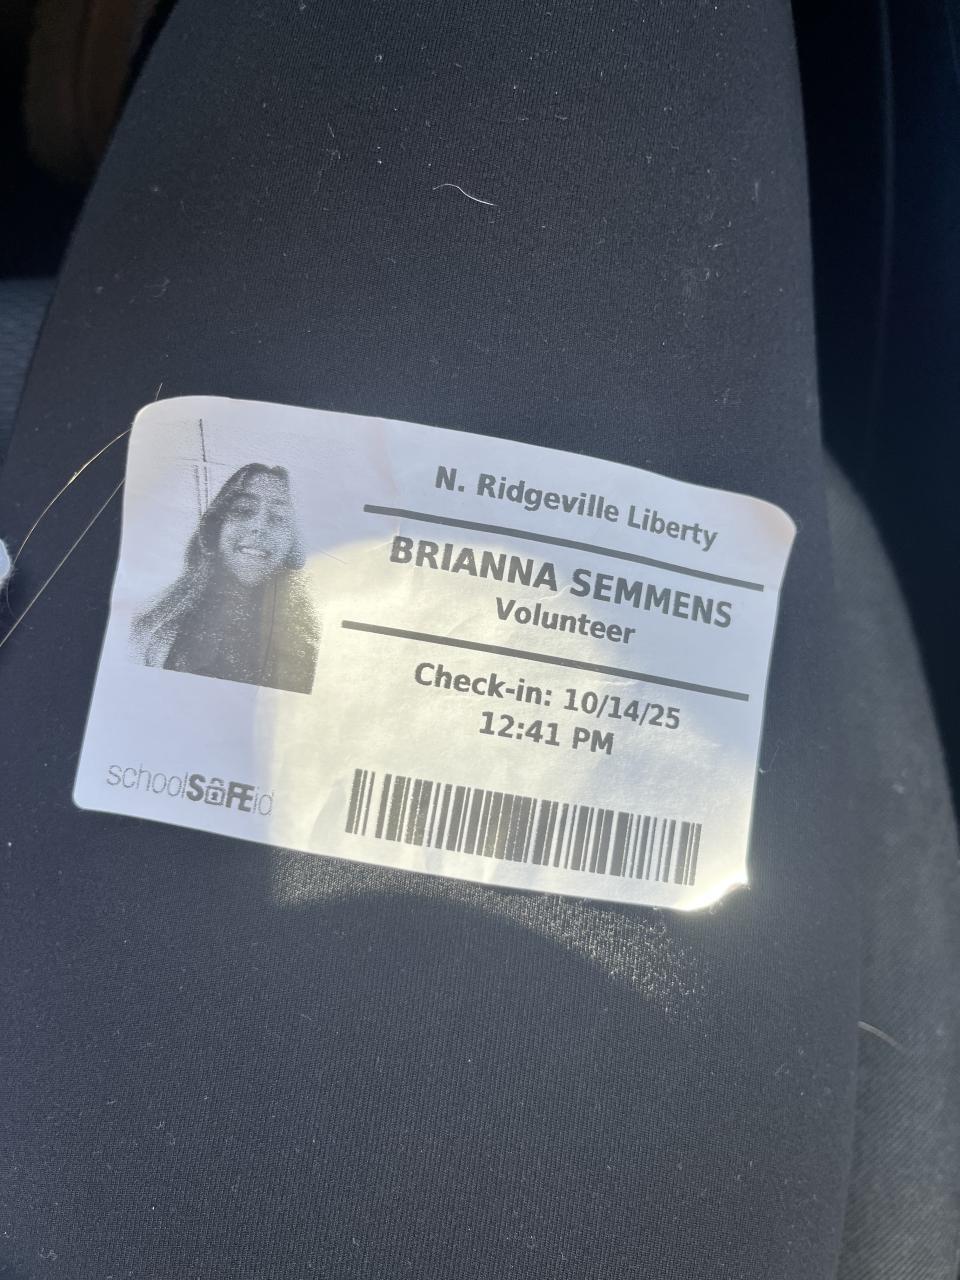 N. Ridgeville Liberty
BRIANNA SEMMENS
Volunteer
Check-in: 10/14/25
12:41 PM
schoolSAFEid